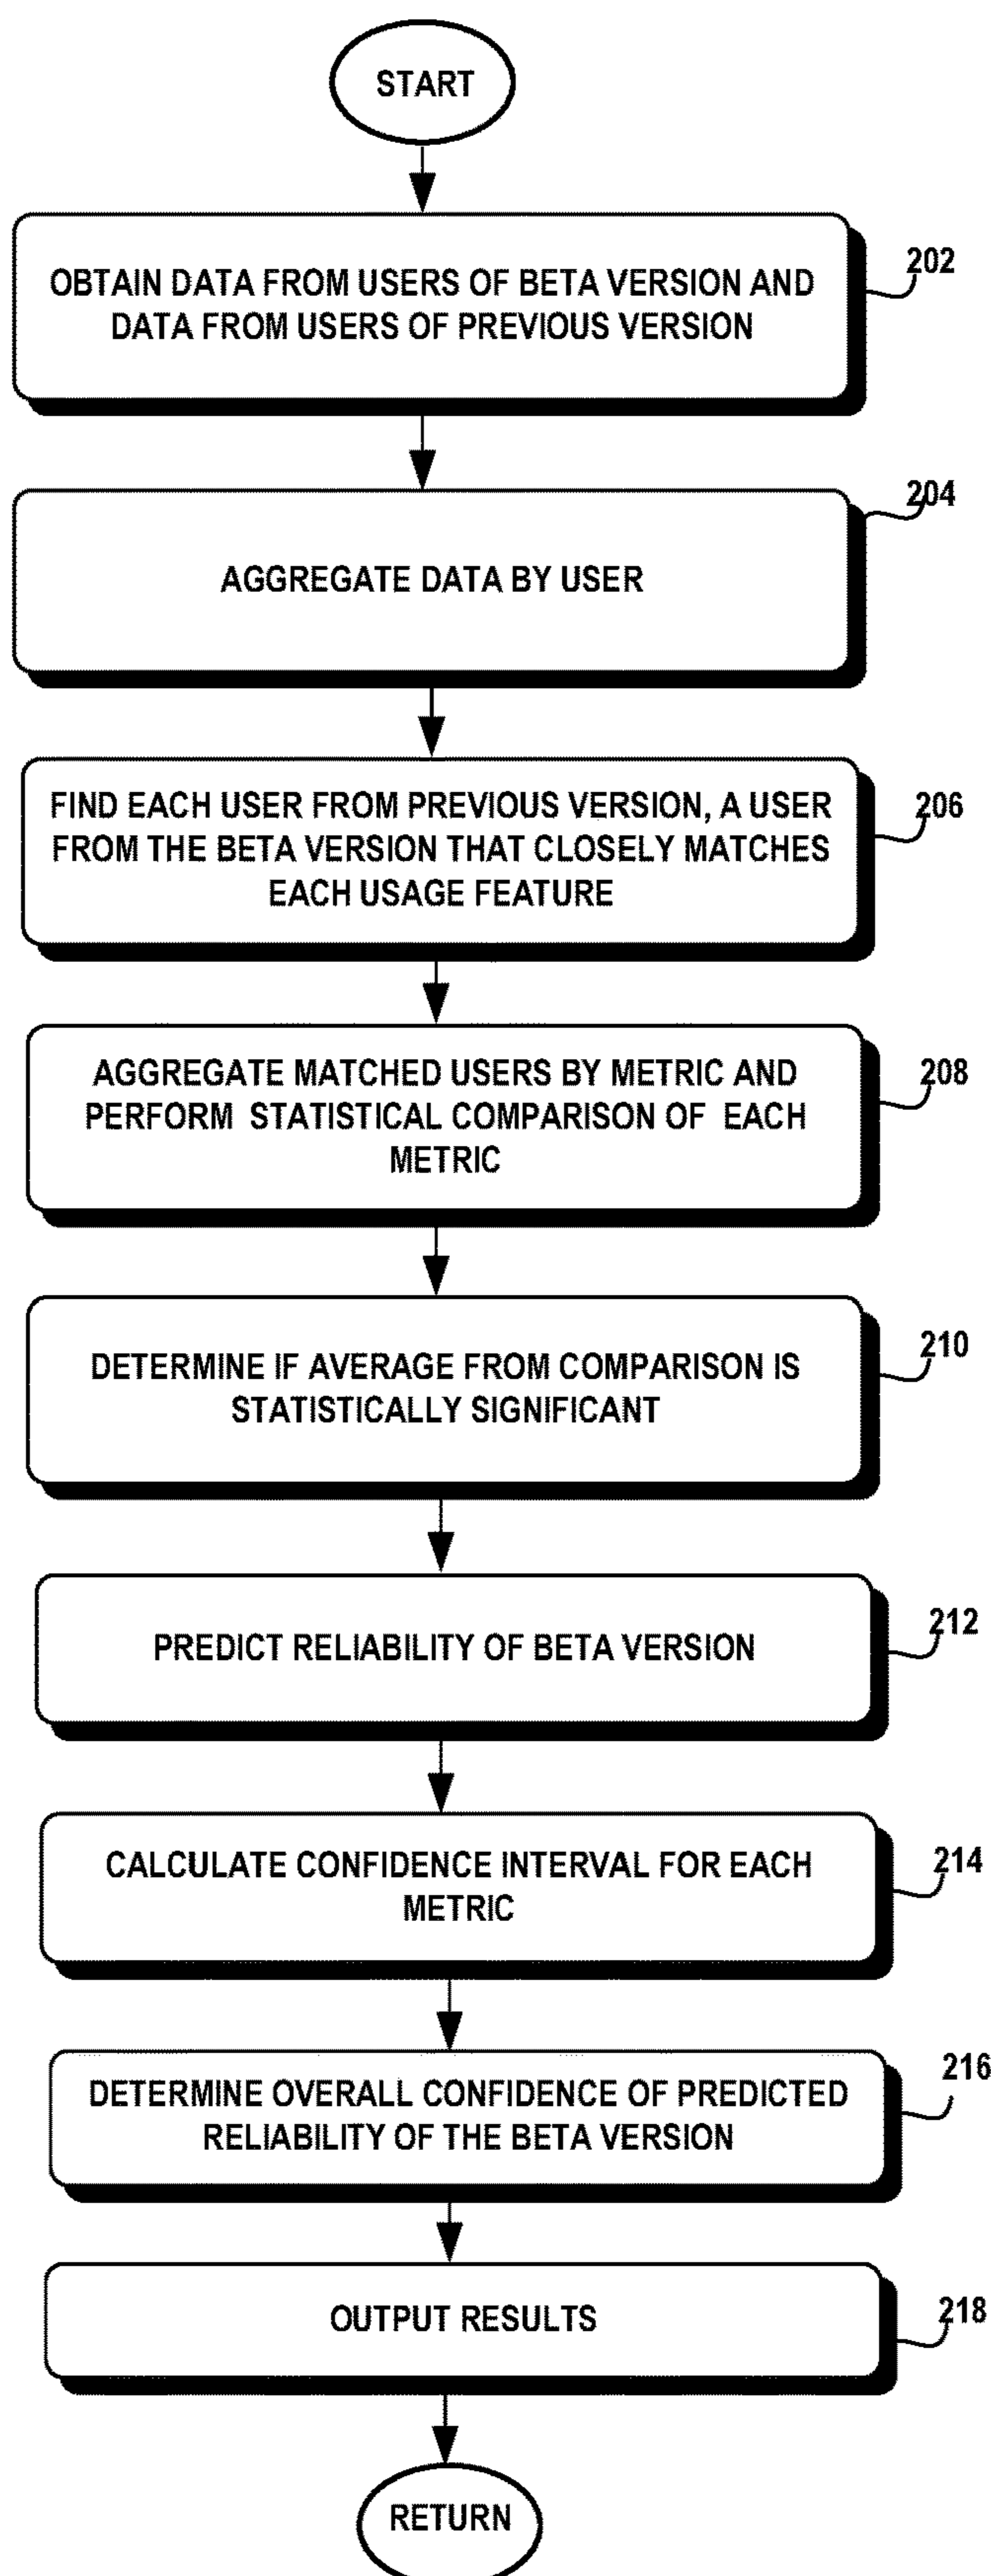 START
OBTAIN DATA FROM USERS OF BETA VERSION AND
DATA FROM USERS OF PREVIOUS VERSION
202
AGGREGATE DATA BY USER
204
FIND EACH USER FROM PREVIOUS VERSION, A USER
FROM THE BETA VERSION THAT CLOSELY MATCHES
EACH USAGE FEATURE
206
AGGREGATE MATCHED USERS BY METRIC AND
PERFORM STATISTICAL COMPARISON OF EACH
METRIC
208
DETERMINE IF AVERAGE FROM COMPARISON IS
STATISTICALLY SIGNIFICANT
210
PREDICT RELIABILITY OF BETA VERSION
212
CALCULATE CONFIDENCE INTERVAL FOR EACH
METRIC
214
DETERMINE OVERALL CONFIDENCE OF PREDICTED
RELIABILITY OF THE BETA VERSION
216
OUTPUT RESULTS
218
RETURN